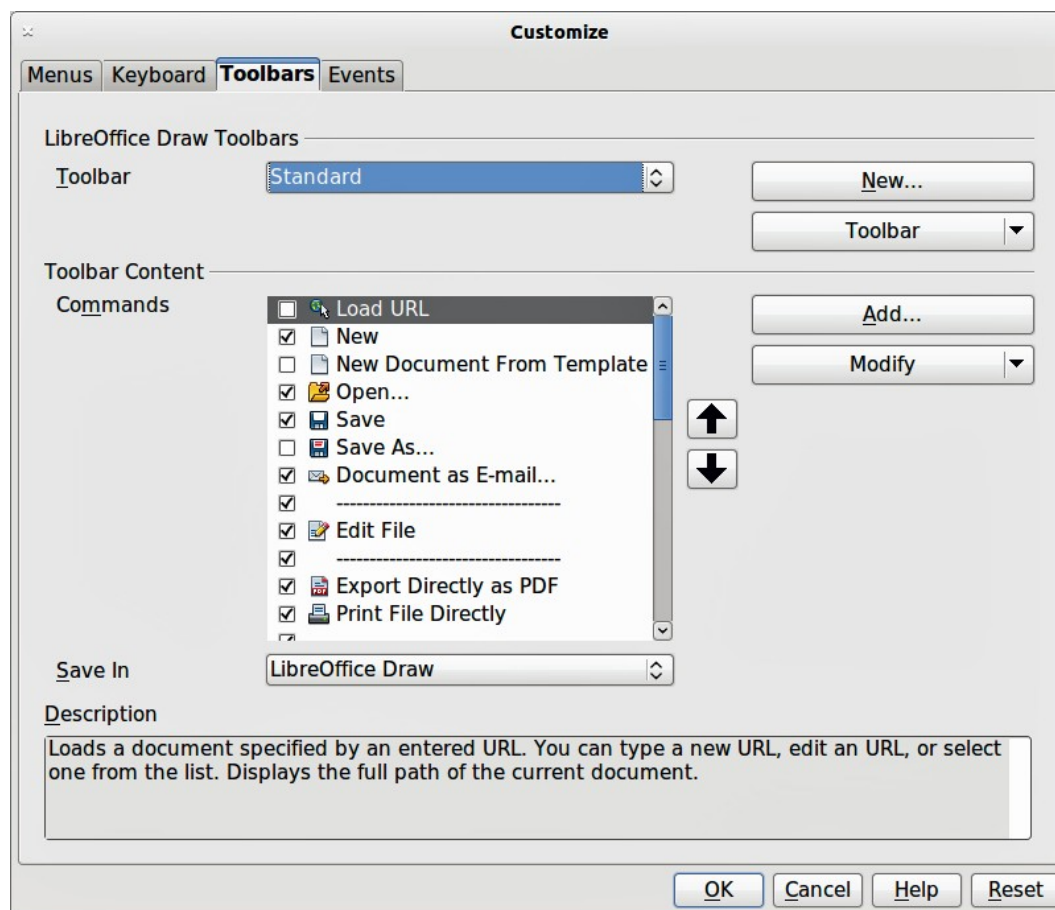 Customize
Menus Keyboard Toolbars Events
LibreOffice Draw Toolbars
Toolbar Standard New...
Toolbar
Toolbar Content
Commands Load URL Add...
New
New Document From Template Modify
Open...
Save
Save As...
Document as E-mail...
---------------------------------
Edit File
---------------------------------
Export Directly as PDF
Print File Directly
Save In LibreOffice Draw
Description
Loads a document specified by an entered URL. You can type a new URL, edit an URL, or select
one from the list. Displays the full path of the current document.
OK Cancel Help Reset